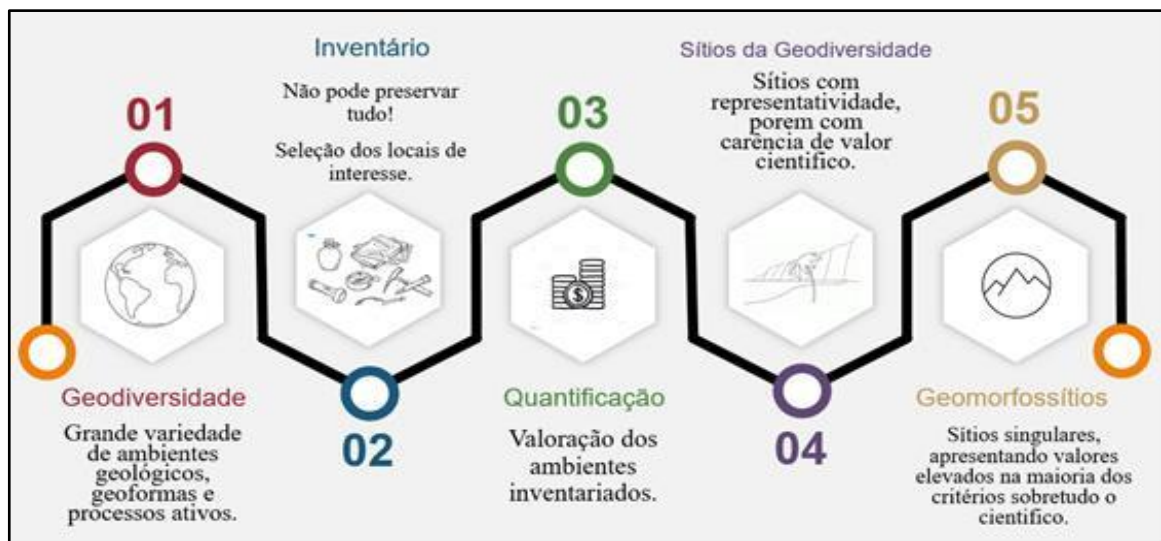 01
Geodiversidade
Grande variedade
de ambientes
geológicos,
geoformas e
processos ativos.
Inventário
Não pode preservar
tudo!
Seleção dos locais de
interesse.
02
03
$
Quantificação
Valoração dos
ambientes
inventariados.
Sítios da Geodiversidade
Sítios com
representatividade,
porem com
carência de valor
cientifico.
04
05
Geomorfossítios
Sítios singulares,
apresentando valores
elevados na maioria dos
critérios sobretudo o
cientifico.